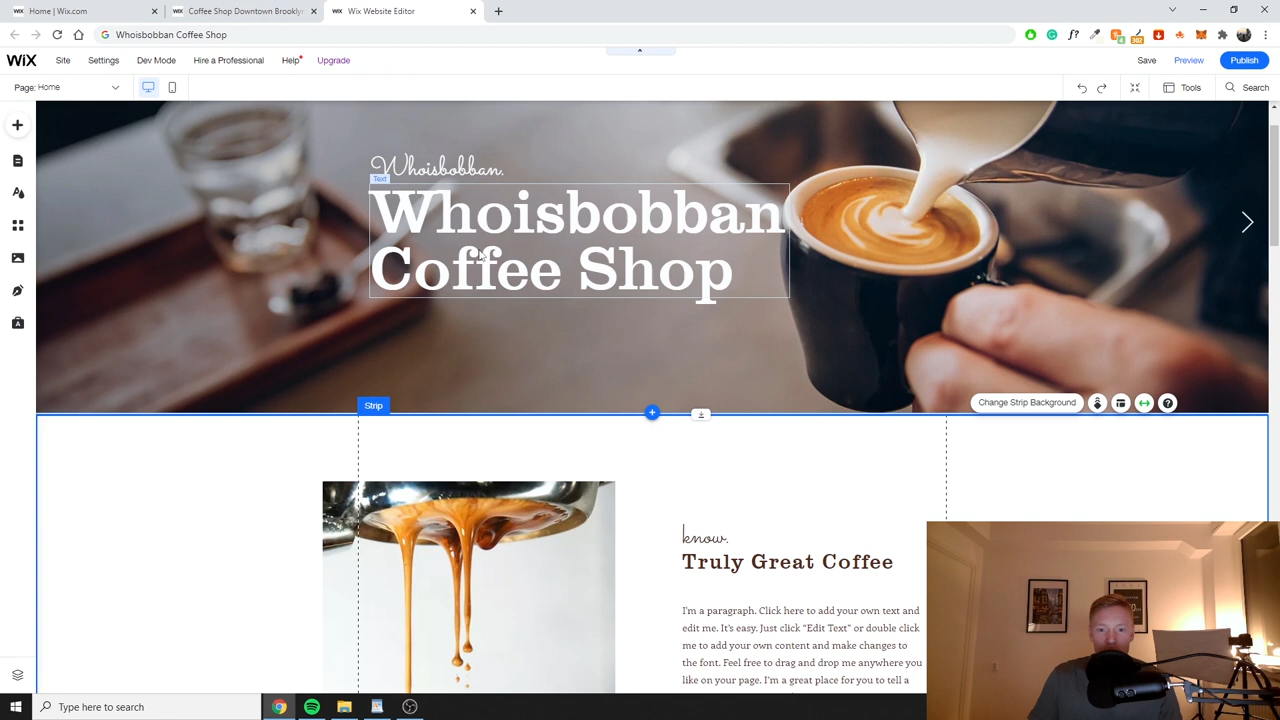 Home | Wix.com
Coffee Shop Downtown Brooklyn
Wix Website Editor
Whoisbobban Coffee Shop
WiX
Site
Settings
Dev Mode
Hire a Professional
Help
Upgrade
Save
Preview
Publish
Page: Home
Tools
Search
Whoisbobban.
Text
Whoisbobban
Coffee Shop
Strip
Change Strip Background
know.
Truly Great Coffee
I'm a paragraph. Click here to add your own text and
edit me. It's easy. Just click “Edit Text” or double click
me to add your own content and make changes to
the font. Feel free to drag and drop me anywhere you
like on your page. I'm a great place for you to tell a
Type here to search